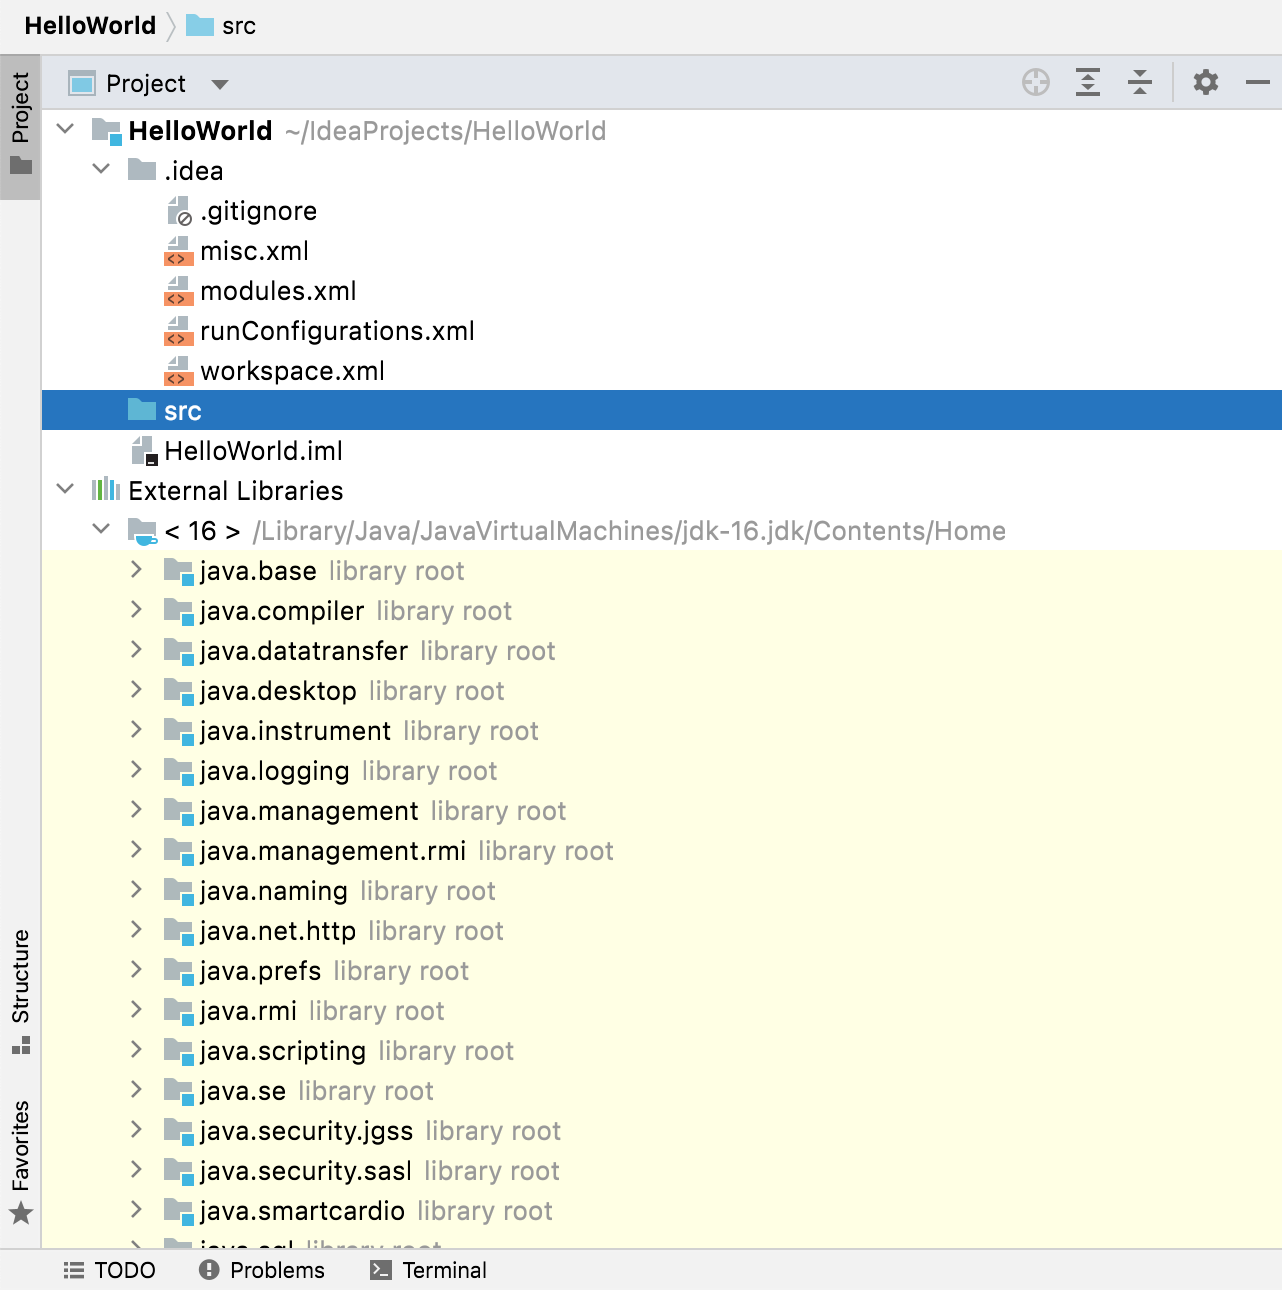 HelloWorld src
Project
Project
HelloWorld ~/IdeaProjects/HelloWorld
.idea
.gitignore
misc.xml
modules.xml
runConfigurations.xml
workspace.xml
src
HelloWorld.iml
External Libraries
< 16 > /Library/Java/JavaVirtualMachines/jdk-16.jdk/Contents/Home
java.base library root
java.compiler library root
java.datatransfer library root
java.desktop library root
java.instrument library root
java.logging library root
java.management library root
java.management.rmi library root
java.naming library root
java.net.http library root
java.prefs library root
java.rmi library root
java.scripting library root
java.se library root
java.security.jgss library root
java.security.sasl library root
java.smartcardio library root
java.sql library root
Structure
Favorites
TODO Problems Terminal